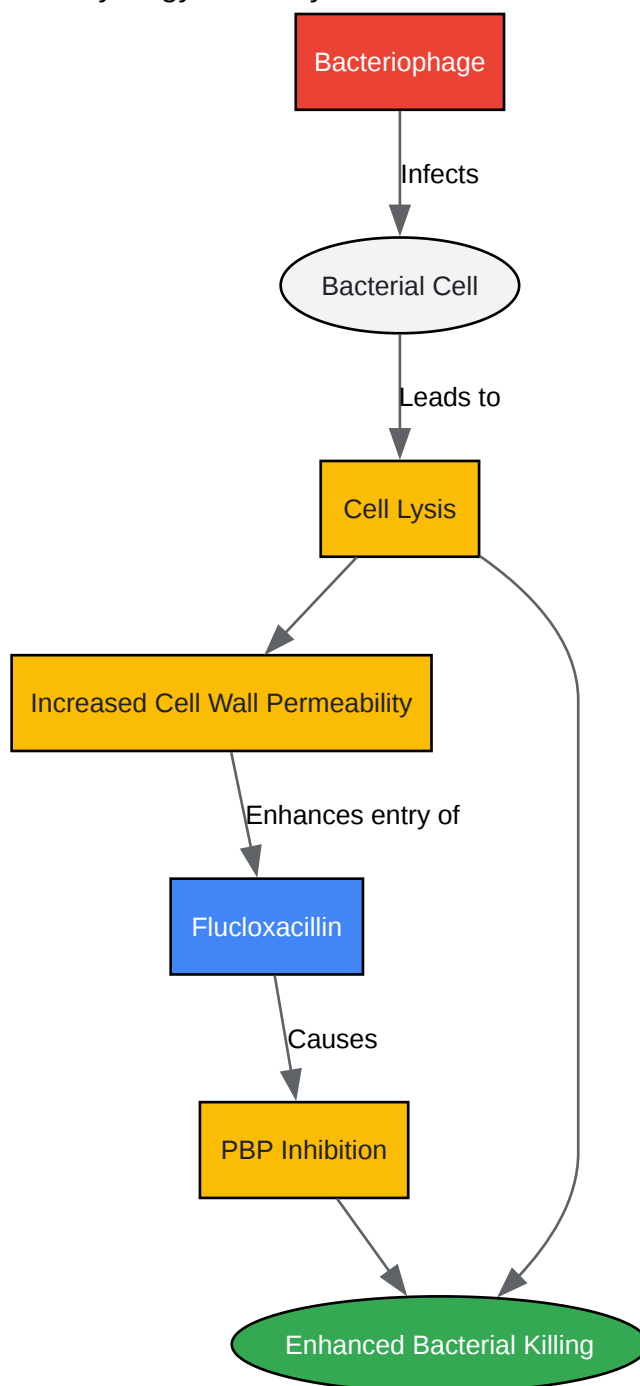 Bacteriophage
Infects
Bacterial Cell
Leads to
Cell Lysis
Increased Cell Wall Permeability
Enhances entry of
Flucloxacillin
Causes
PBP Inhibition
Enhanced Bacterial Killing